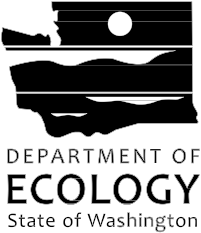 DEPARTMENT OF
ECOLOGY
State of Washington